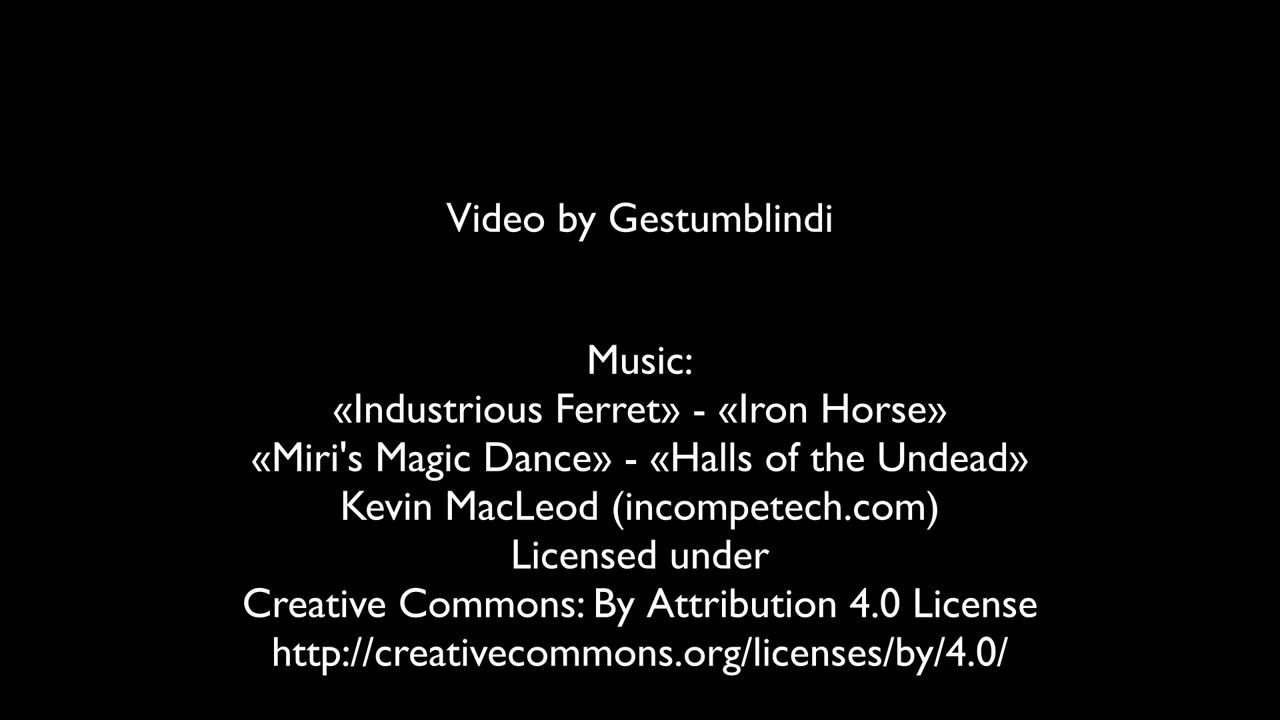 Video by Gestumblindi
Music:
«Industrious Ferret» - «Iron Horse»
«Miri's Magic Dance» - «Halls of the Undead»
Kevin MacLeod (incompetech.com)
Licensed under
Creative Commons: By Attribution 4.0 License
http://creativecommons.org/licenses/by/4.0/